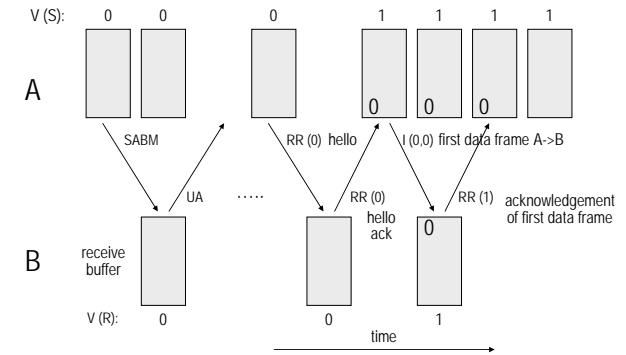 V (S): 0 0 0 1 1 1 1
A
0 0 0
SABM
RR (0) hello
I (0,0) first data frame A->B
UA
.....
RR (0)
hello
ack
RR (1)
acknowledgement
of first data frame
B
receive
buffer
0
V (R): 0 0 1
time